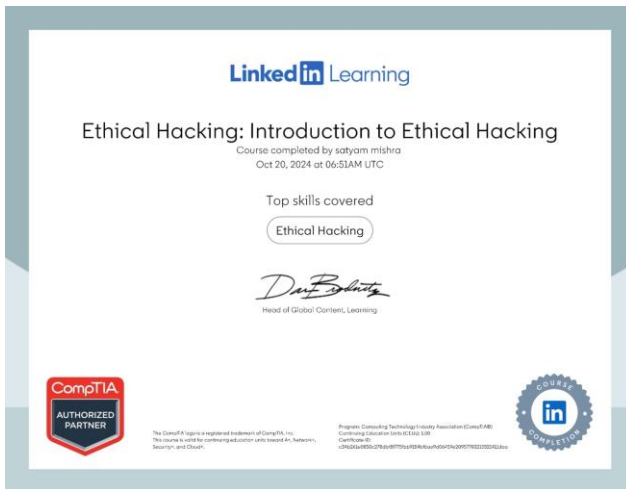 Linked in Learning
Ethical Hacking: Introduction to Ethical Hacking
Course completed by satyam mishra
Oct 20, 2024 at 06:51AM UTC
Top skills covered
Ethical Hacking
Head of Global Content, Learning
CompTIA.
AUTHORIZED
PARTNER
The CompTIA logo is a registered trademark of CompTIA, Inc.
This course is valid for continuing education units toward A+, Network+,
Security+, and Cloud+.
Program: Computing Technology Industry Association (CompTIA®)
Continuing Education Units (CEUs): 1.00
Certificate ID:
COURSE
in
COMPLETION